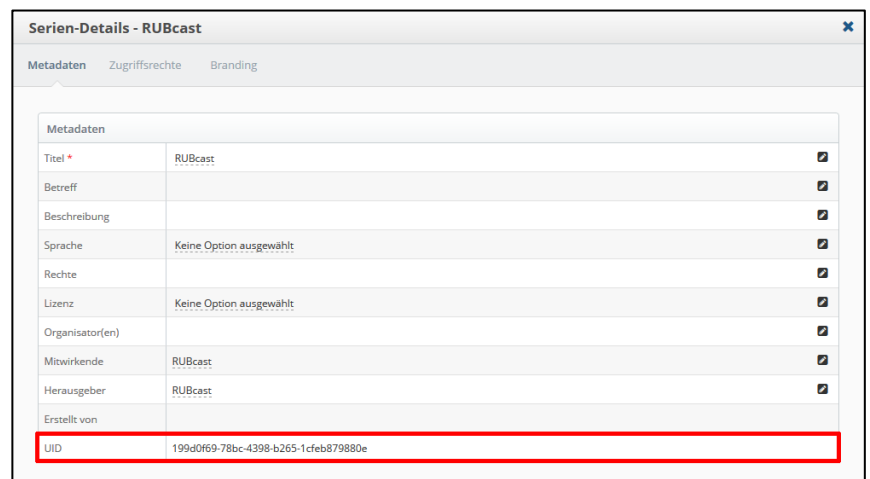 Serien-Details - RUBcast
Metadaten Zugriffsrechte Branding
Metadaten
Titel * RUBcast
Betreff
Beschreibung
Sprache Keine Option ausgewählt
Rechte
Lizenz Keine Option ausgewählt
Organisator(en)
Mitwirkende RUBcast
Herausgeber RUBcast
Erstellt von
UID 199d0f69-78bc-4398-b265-1cfeb879880e